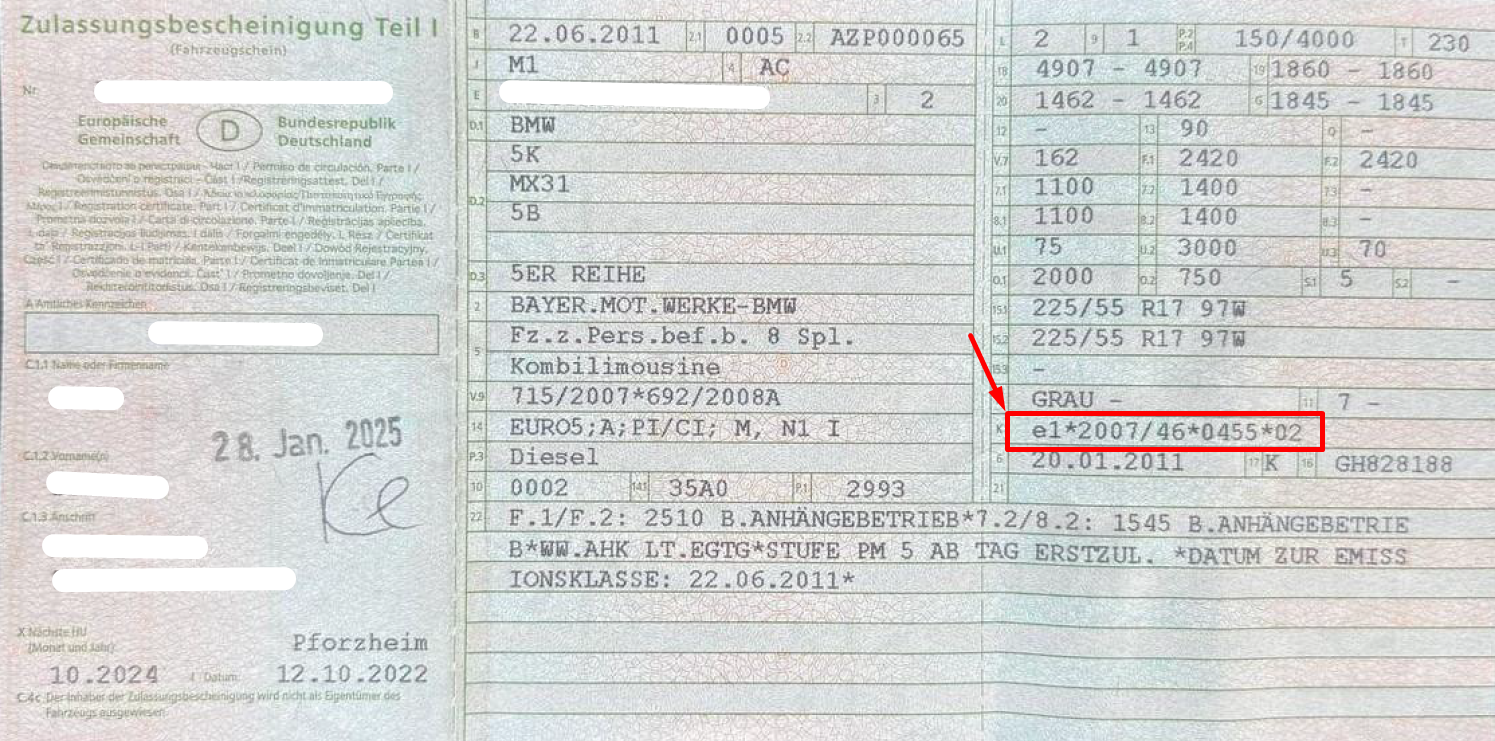 Zulassungsbescheinigung Teil I
(Fahrzeugschein)
Nr.
Europäische Gemeinschaft
D
Bundesrepublik Deutschland
A Amtliches Kennzeichen
C.1.1 Name oder Firmenname
28. Jan. 2025
C.1.2 Vorname(n)
C.1.3 Anschrift
X Nächste HU
(Monat und Jahr)
Pforzheim
10.2024 I Datum: 12.10.2022
C.4c Der Inhaber der Zulassungsbescheinigung wird nicht als Eigentümer des
Fahrzeugs ausgewiesen.
B 22.06.2011 2.1 0005 2.2 AZP000065
J M1 4 AC
E 3 2
D.1 BMW
5K
D.2 MX31
5B
D.3 5ER REIHE
2 BAYER.MOT.WERKE-BMW
5 Fz.z.Pers.bef.b. 8 Spl.
Kombilimousine
V.9 715/2007*692/2008A
14 EURO5;A;PI/CI; M, N1 I
P.3 Diesel
10 0002 14.1 35A0 P.1 2993
L 2 9 1 P.2 P.4 150/4000 T 230
18 4907 - 4907 19 1860 - 1860
20 1462 - 1462 G 1845 - 1845
12 - 13 90 Q -
V.7 162 F.1 2420 F.2 2420
7.1 1100 7.2 1400 7.3 -
8.1 1100 8.2 1400 8.3 -
U.1 75 U.2 3000 U.3 70
O.1 2000 O.2 750 S.1 5 S.2 -
15.1 225/55 R17 97W
15.2 225/55 R17 97W
15.3 -
GRAU - 11 7 -
K e1*2007/46*0455*02
6 20.01.2011 17 K 16 GH828188
21
22 F.1/F.2: 2510 B.ANHÄNGEBETRIEB*7.2/8.2: 1545 B.ANHÄNGEBETRIE
B*WW.AHK LT.EGTG*STUFE PM 5 AB TAG ERSTZUL. *DATUM ZUR EMISS
IONSKLASSE: 22.06.2011*